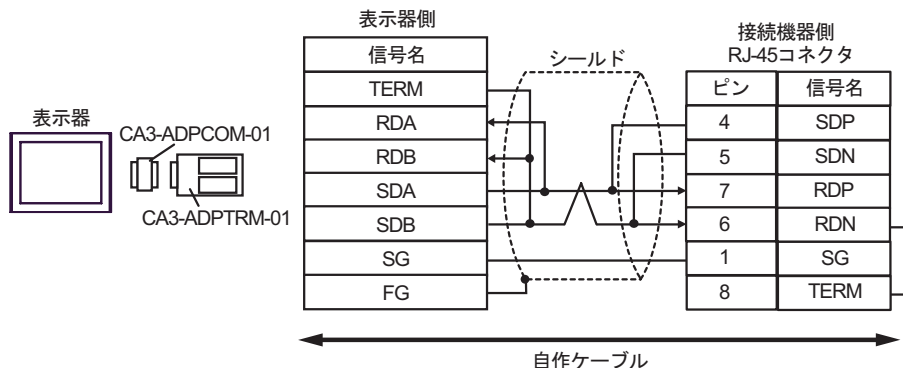 表示器
CA3-ADPCOM-01
CA3-ADPTRM-01
表示器側
信号名
TERM
RDA
RDB
SDA
SDB
SG
FG
シールド
接続機器側
RJ-45コネクタ
ピン 信号名
4 SDP
5 SDN
7 RDP
6 RDN
1 SG
8 TERM
自作ケーブル